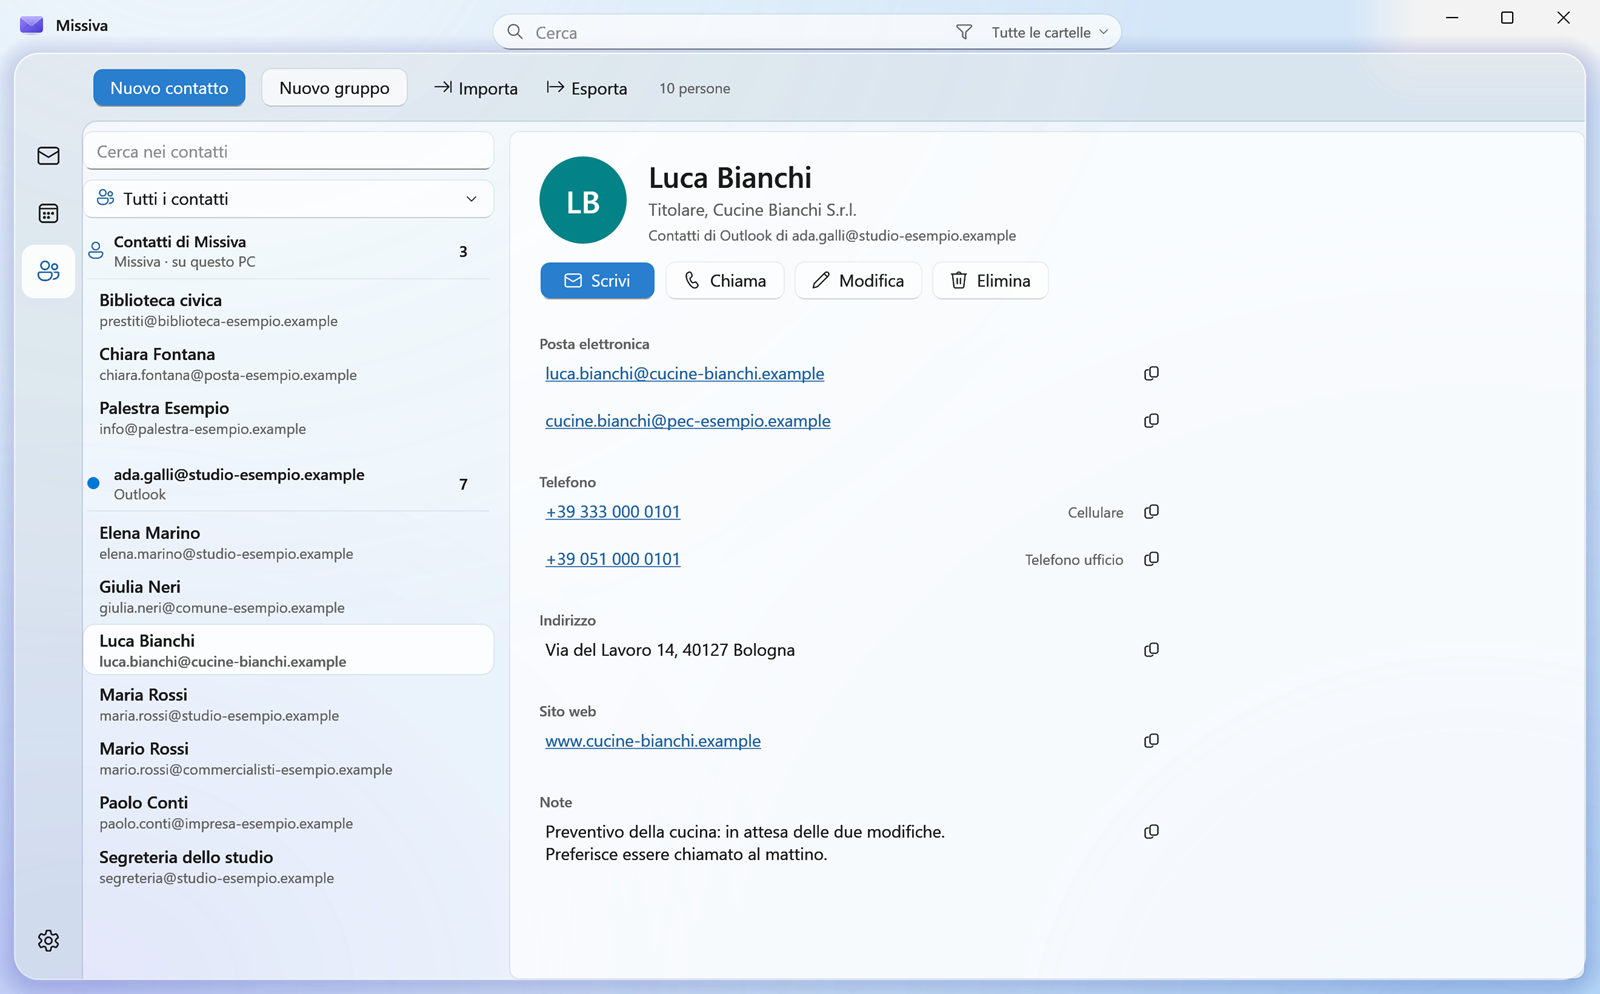 Missiva
Cerca
Tutte le cartelle
Nuovo contatto
Nuovo gruppo
Importa
Esporta
10 persone
Cerca nei contatti
Tutti i contatti
Contatti di Missiva
Missiva · su questo PC
3
Biblioteca civica
prestiti@biblioteca-esempio.example
Chiara Fontana
chiara.fontana@posta-esempio.example
Palestra Esempio
info@palestra-esempio.example
ada.galli@studio-esempio.example
Outlook
7
Elena Marino
elena.marino@studio-esempio.example
Giulia Neri
giulia.neri@comune-esempio.example
Luca Bianchi
luca.bianchi@cucine-bianchi.example
Maria Rossi
maria.rossi@studio-esempio.example
Mario Rossi
mario.rossi@commercialisti-esempio.example
Paolo Conti
paolo.conti@impresa-esempio.example
Segreteria dello studio
segreteria@studio-esempio.example
LB
Luca Bianchi
Titolare, Cucine Bianchi S.r.l.
Contatti di Outlook di ada.galli@studio-esempio.example
Scrivi
Chiama
Modifica
Elimina
Posta elettronica
luca.bianchi@cucine-bianchi.example
cucine.bianchi@pec-esempio.example
Telefono
+39 333 000 0101
Cellulare
+39 051 000 0101
Telefono ufficio
Indirizzo
Via del Lavoro 14, 40127 Bologna
Sito web
www.cucine-bianchi.example
Note
Preventivo della cucina: in attesa delle due modifiche.
Preferisce essere chiamato al mattino.